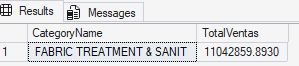 Results Messages
CategoryName TotalVentas
1 FABRIC TREATMENT & SANIT 11042859.8930